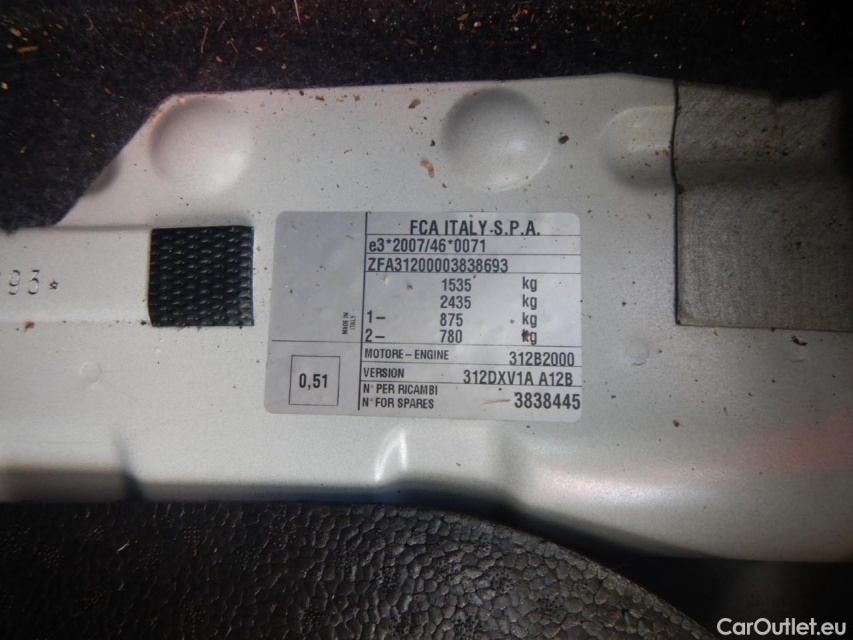 93*
FCA ITALY S.P.A.
e3*2007/46*0071
ZFA31200003838693
1535 kg
2435 kg
1- 875 kg
2- 780 kg
MADE IN ITALY
MOTORE - ENGINE 312B2000
VERSION 312DXV1A A12B
0,51
N° PER RICAMBI
N° FOR SPARES 3838445
CarOutlet.eu